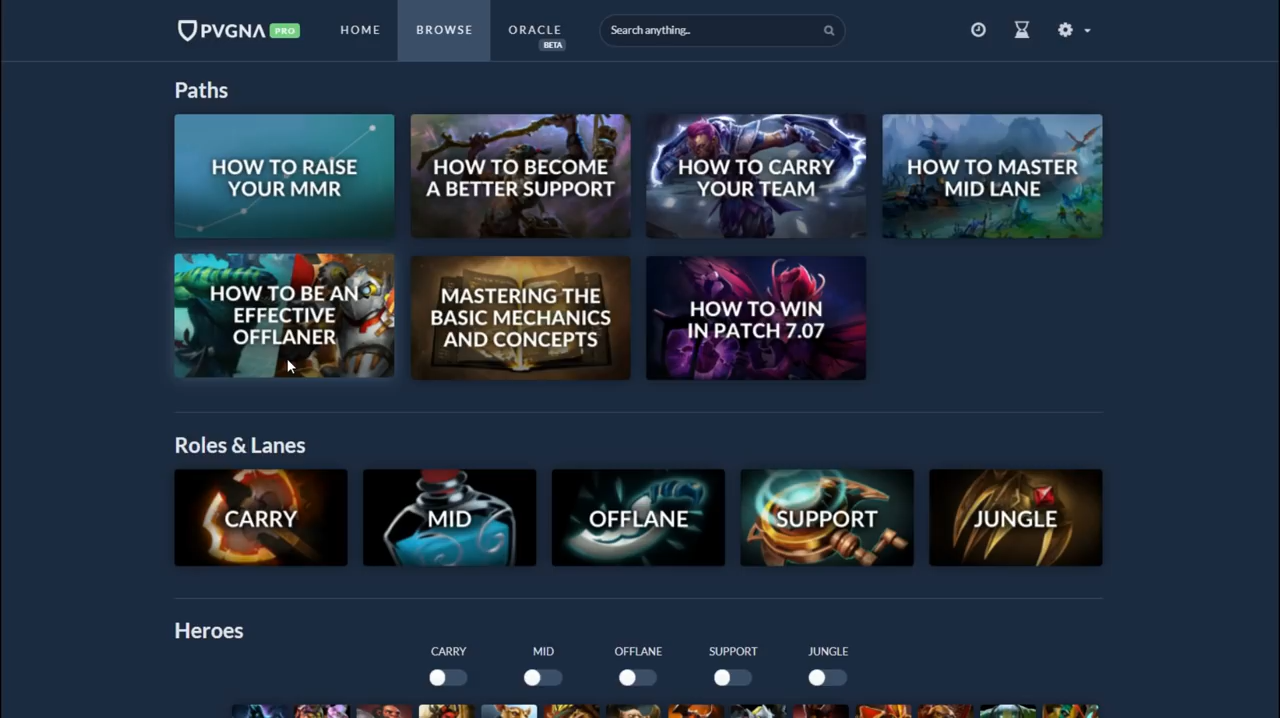 PVGNA PRO
HOME
BROWSE
ORACLE
BETA
Search anything..
Paths
HOW TO RAISE
YOUR MMR
HOW TO BECOME
A BETTER SUPPORT
HOW TO CARRY
YOUR TEAM
HOW TO MASTER
MID LANE
HOW TO BE AN
EFFECTIVE
OFFLANER
MASTERING THE
BASIC MECHANICS
AND CONCEPTS
HOW TO WIN
IN PATCH 7.07
Roles & Lanes
CARRY
MID
OFFLANE
SUPPORT
JUNGLE
Heroes
CARRY
MID
OFFLANE
SUPPORT
JUNGLE